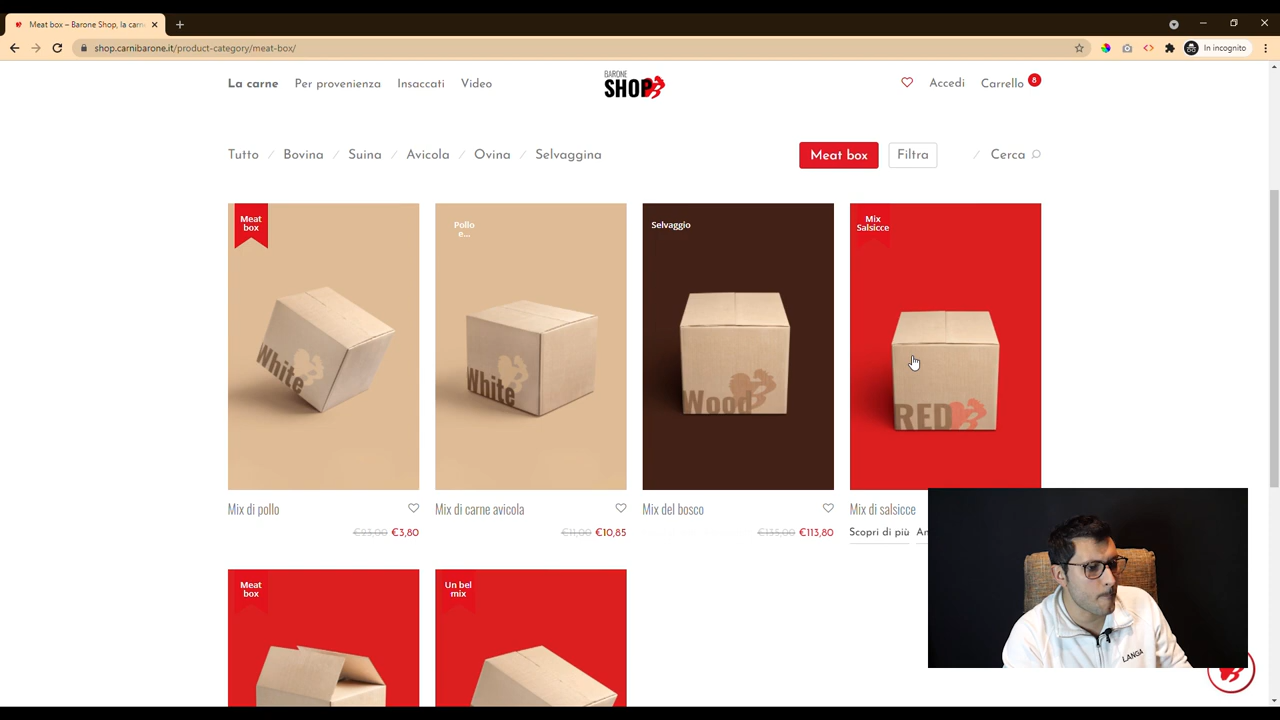 Meat box – Barone Shop, la carn
shop.carnibarone.it/product-category/meat-box/
In incognito
La carne
Per provenienza
Insaccati
Video
BARONE
SHOP
Accedi
Carrello
8
Tutto / Bovina / Suina / Avicola / Ovina / Selvaggina
Meat box
Filtra
/ Cerca
Meat
box
White
Pollo
e...
White
Selvaggio
Wood
Mix
Salsicce
RED
Mix di pollo
€93,00 €3,80
Mix di carne avicola
€11,00 €10,85
Mix del bosco
€135,00 €113,80
Mix di salsicce
Scopri di più
Meat
box
Un bel
mix
LANGA